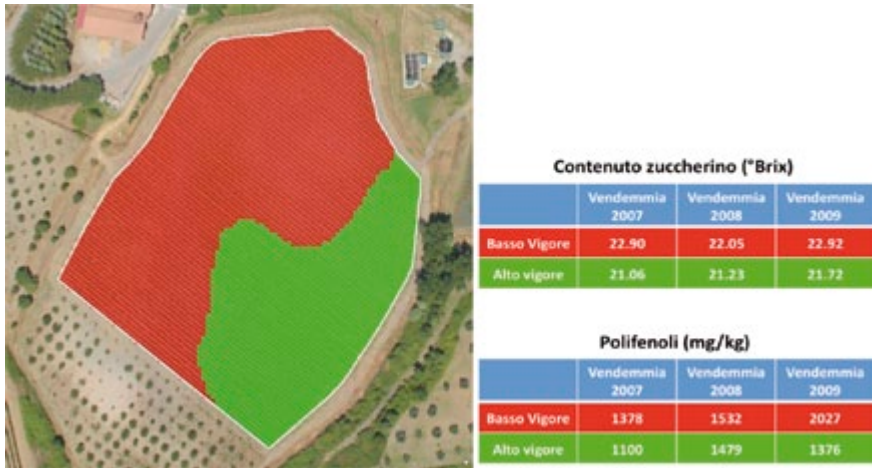 Contenuto zuccherino (°Brix)
Vendemmia 2007 Vendemmia 2008 Vendemmia 2009
Basso Vigore 22.90 22.05 22.92
Alto vigore 21.06 21.23 21.72
Polifenoli (mg/kg)
Vendemmia 2007 Vendemmia 2008 Vendemmia 2009
Basso Vigore 1378 1532 2027
Alto vigore 1100 1479 1376